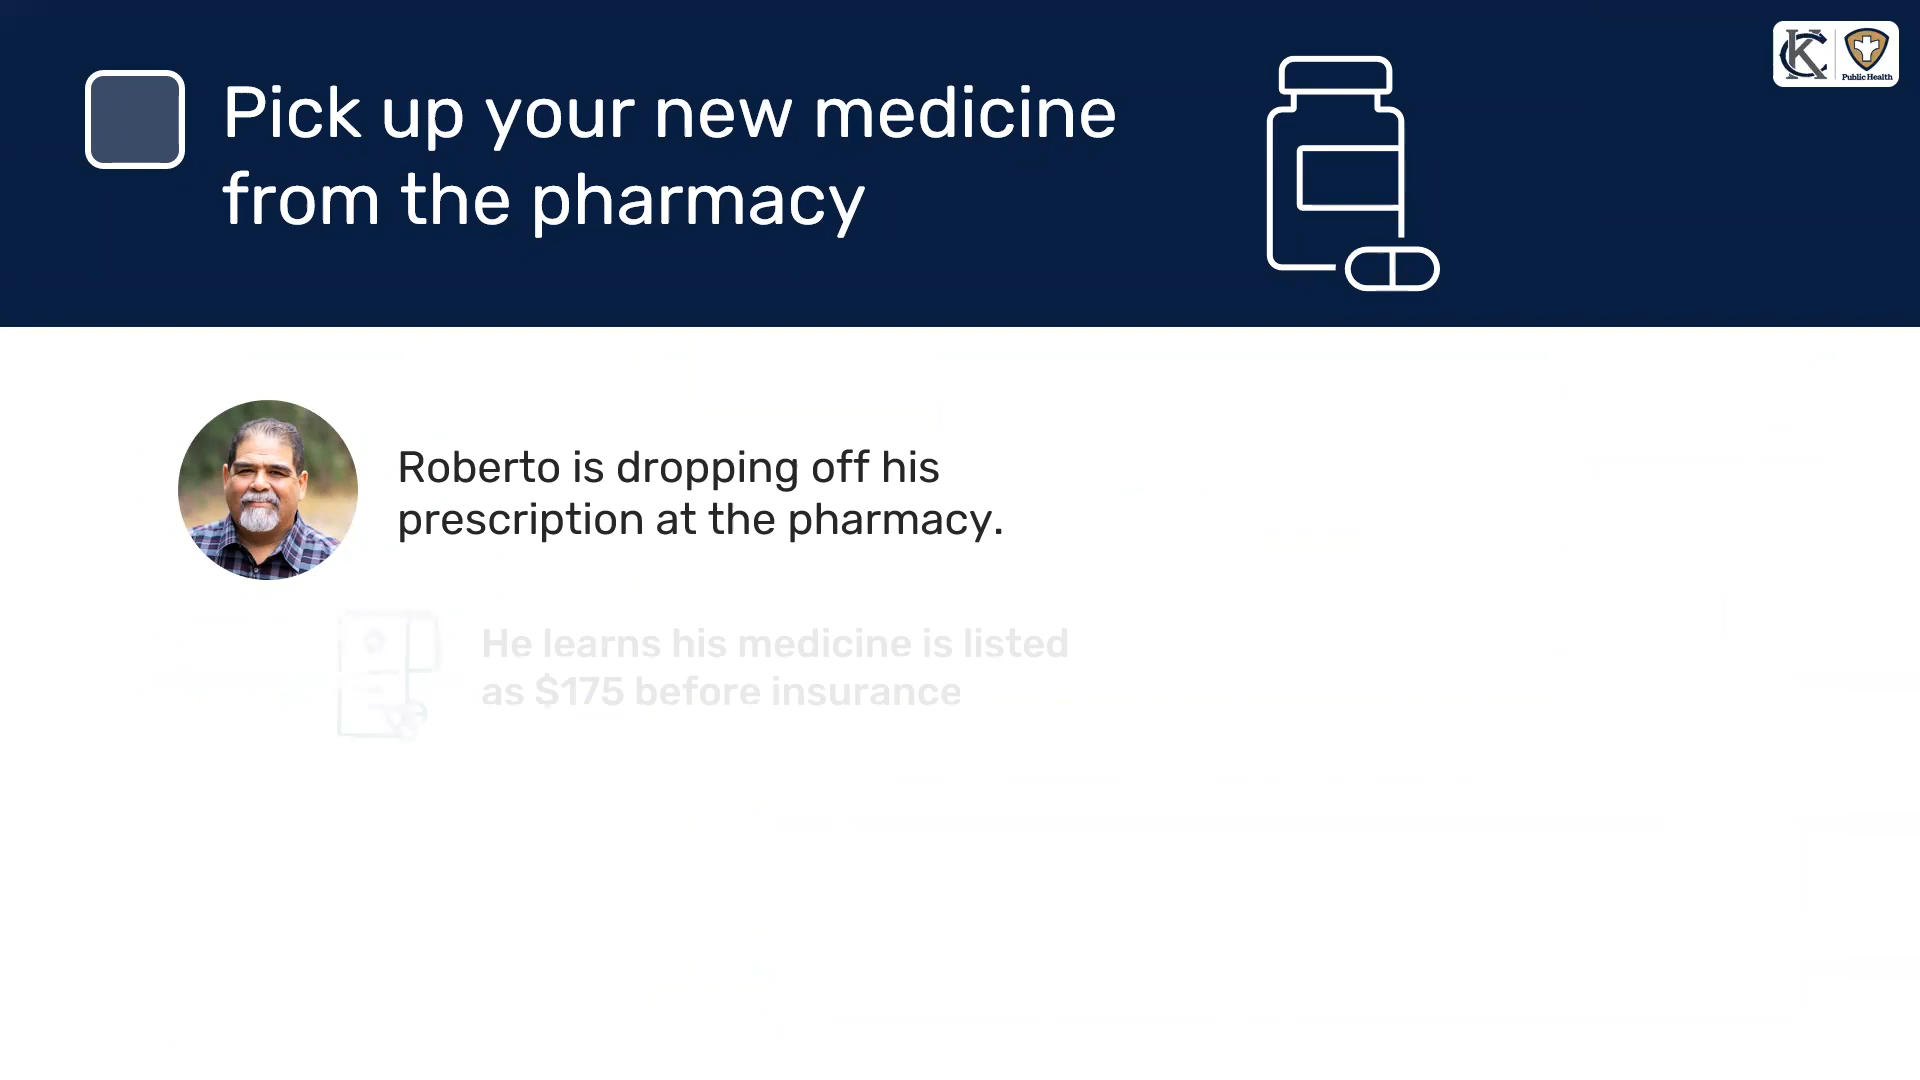 Pick up your new medicine
from the pharmacy
KC
Public Health
Roberto is dropping off his
prescription at the pharmacy.
He learns his medicine is listed
as $175 before insurance